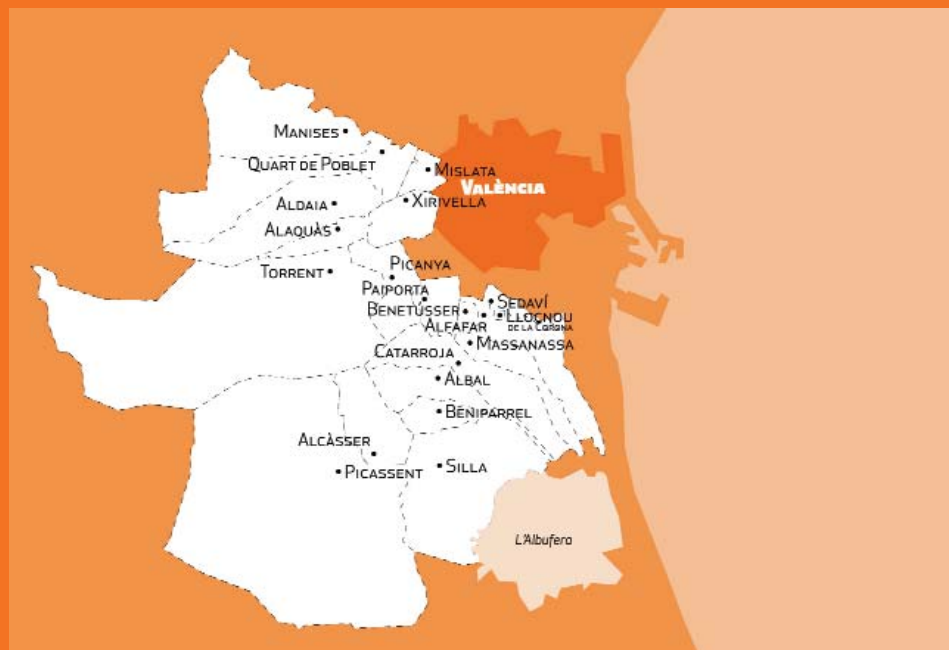 MANISES
QUART DE POBLET
MISLATA
VALÈNCIA
ALDAIA
XIRIVELLA
ALAQUÀS
TORRENT
PICANYA
PAIPORTA
BENETÚSSER
SEDAVÍ
ALFAFAR
LLOCNOU
DE LA CORONA
MASSANASSA
CATARROJA
ALBAL
BENIPARREL
ALCÀSSER
PICASSENT
SILLA
L'Albufera